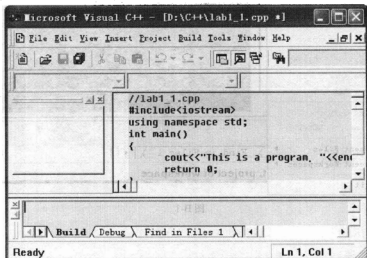 Microsoft Visual C++ - [D:\C++\lab1_1.cpp *]
File Edit View Insert Project Build Tools Window Help
//lab1_1.cpp
#include<iostream>
using namespace std;
int main()
{
cout<<"This is a program. "<<en
return 0;
Build Debug Find in Files 1
Ready Ln 1, Col 1